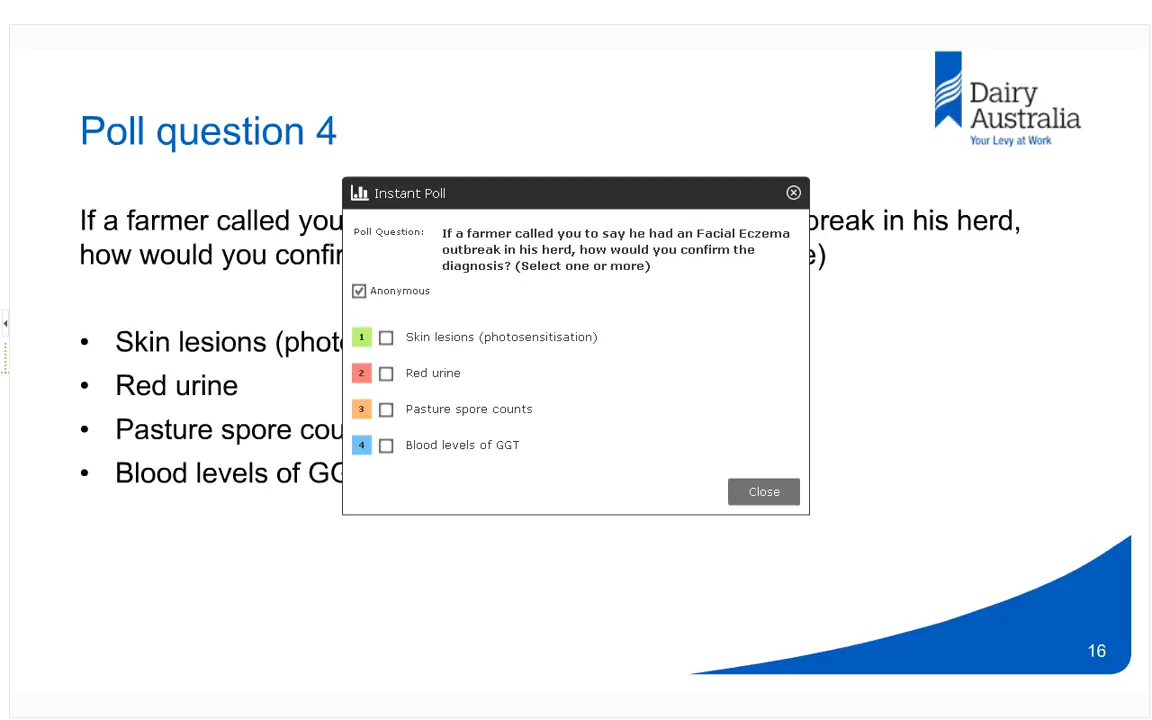 Dairy
Australia
Your Levy at Work
Poll question 4
If a farmer called you
break in his herd,
how would you confir
e)
• Skin lesions (phot
• Red urine
• Pasture spore cou
• Blood levels of GG
Instant Poll
Poll Question: If a farmer called you to say he had an Facial Eczema
outbreak in his herd, how would you confirm the
diagnosis? (Select one or more)
Anonymous
1 Skin lesions (photosensitisation)
2 Red urine
3 Pasture spore counts
4 Blood levels of GGT
Close
16